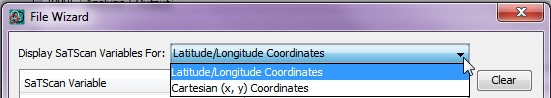 File Wizard
Display SaTScan Variables For: Latitude/Longitude Coordinates
Latitude/Longitude Coordinates
Cartesian (x, y) Coordinates
Clear
SaTScan Variable